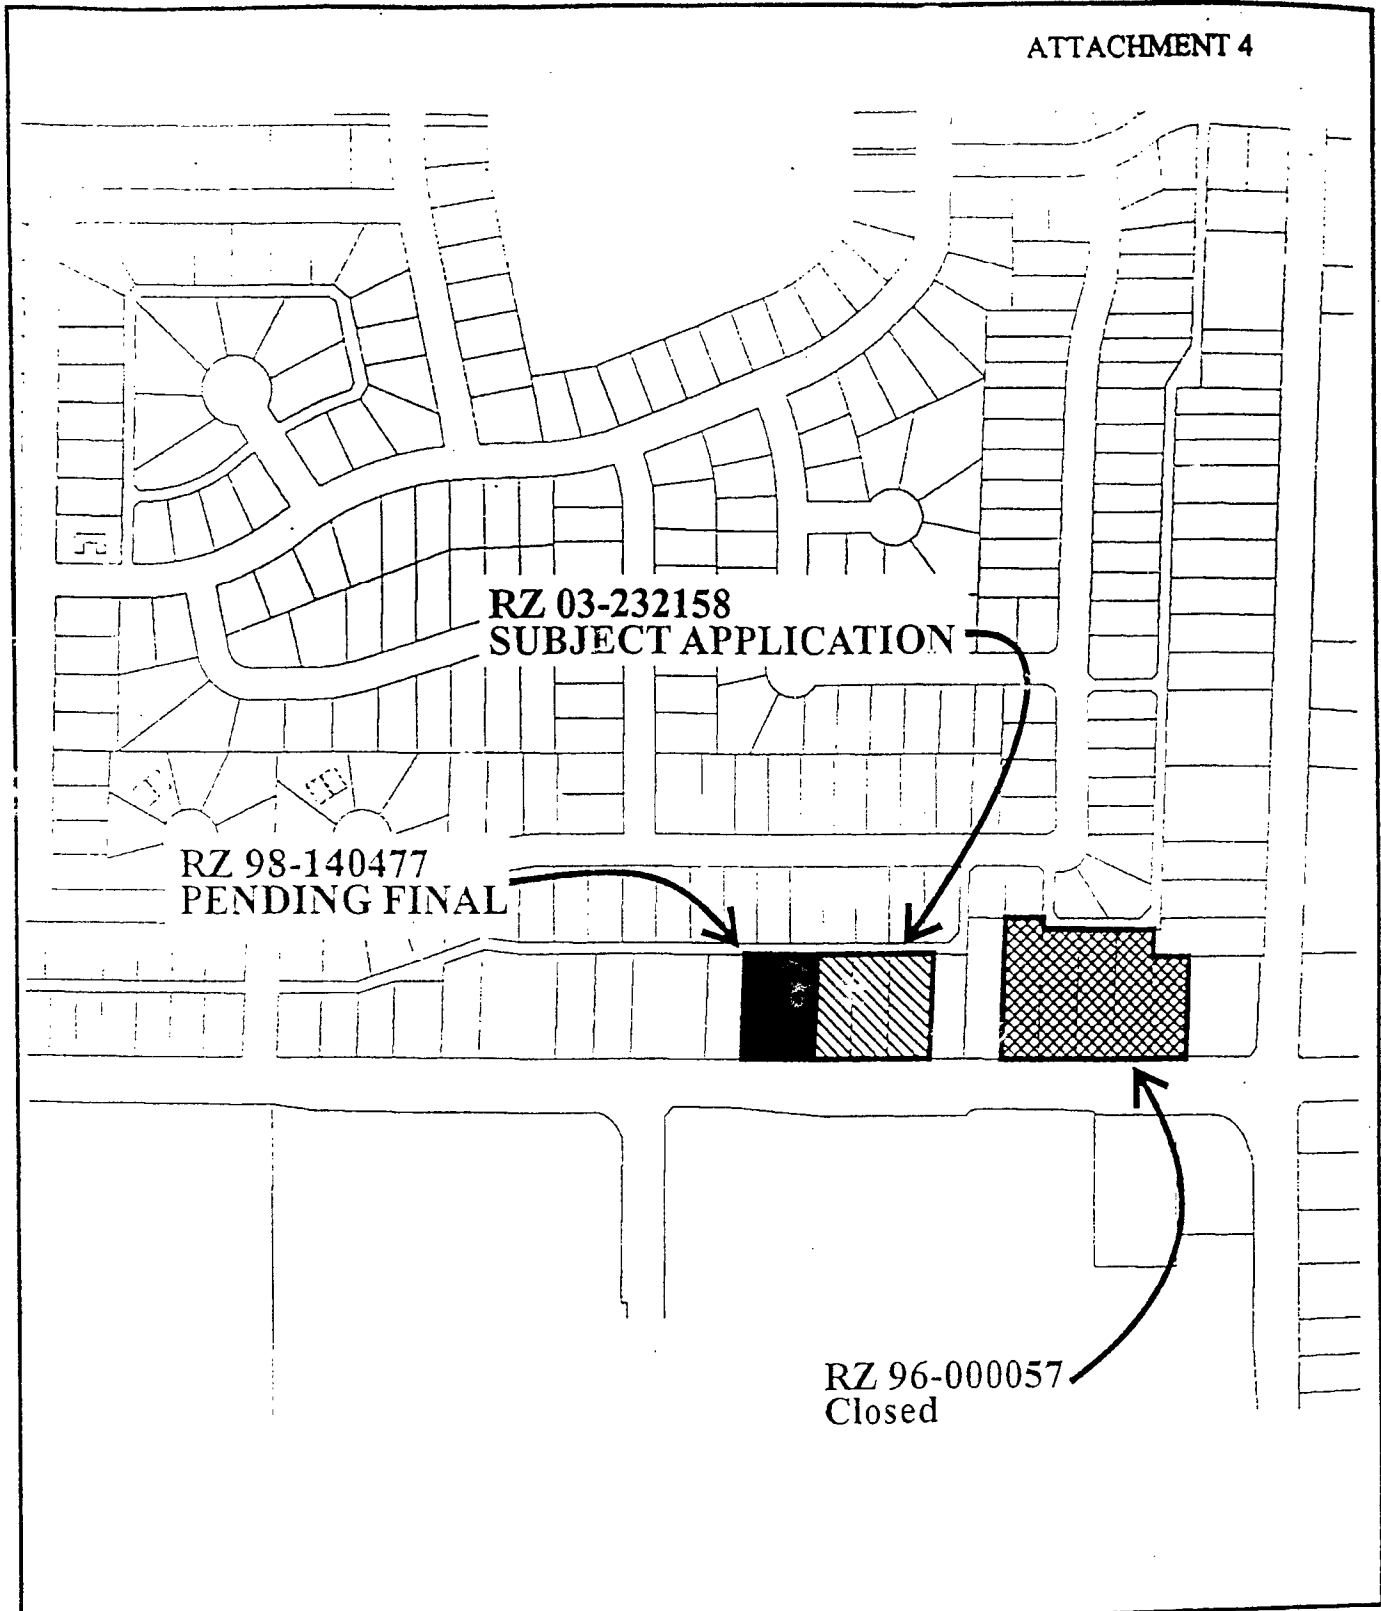 ATTACHMENT 4
RZ 03-232158
SUBJECT APPLICATION
RZ 98-140477
PENDING FINAL
RZ 96-000057
Closed